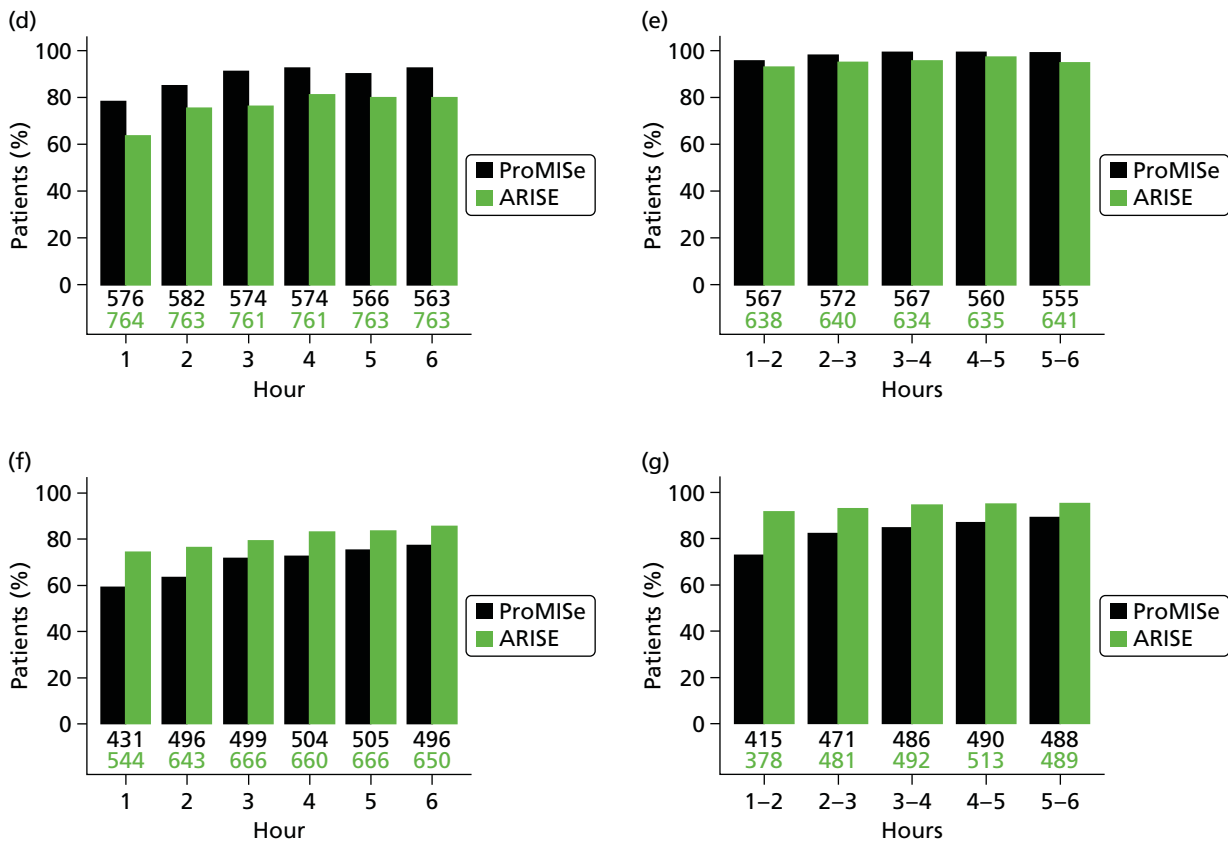 (d)
100
80
60
40
20
0
Patients (%)
576 582 574 574 566 563
764 763 761 761 763 763
1 2 3 4 5 6
Hour
ProMISe
ARISE
(e)
100
80
60
40
20
0
Patients (%)
567 572 567 560 555
638 640 634 635 641
1–2 2–3 3–4 4–5 5–6
Hours
ProMISe
ARISE
(f)
100
80
60
40
20
0
Patients (%)
431 496 499 504 505 496
544 643 666 660 666 650
1 2 3 4 5 6
Hour
ProMISe
ARISE
(g)
100
80
60
40
20
0
Patients (%)
415 471 486 490 488
378 481 492 513 489
1–2 2–3 3–4 4–5 5–6
Hours
ProMISe
ARISE